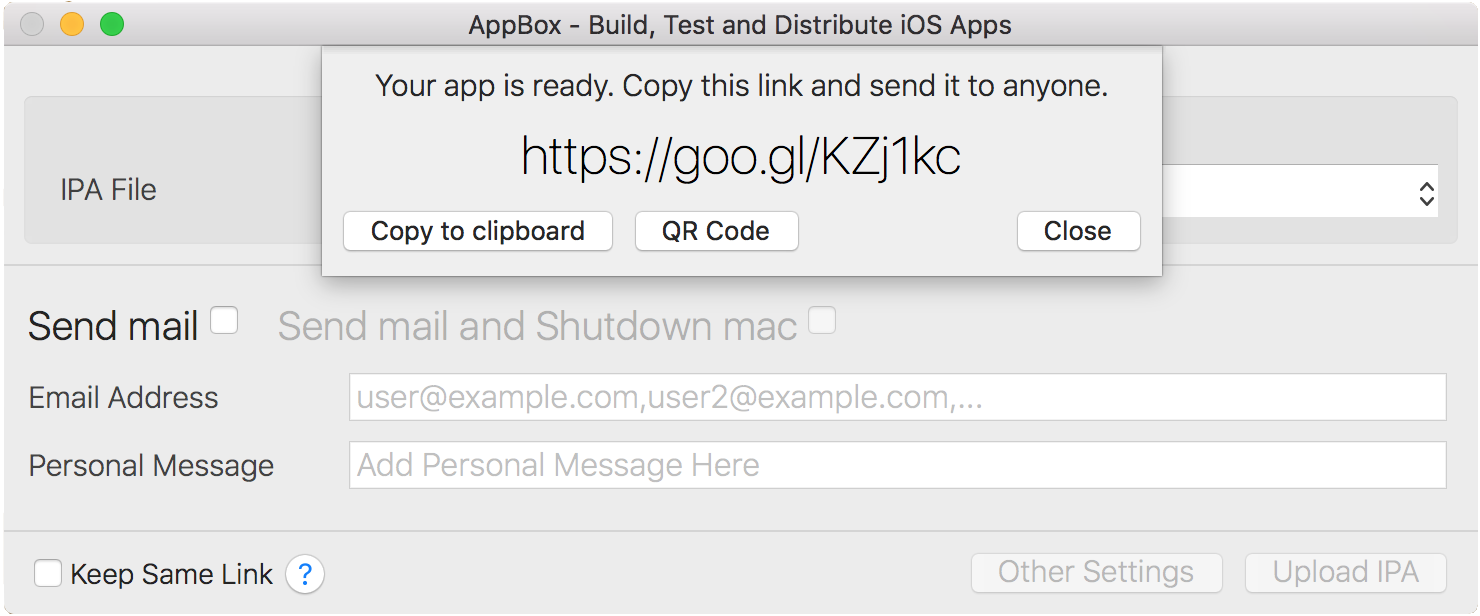 AppBox - Build, Test and Distribute iOS Apps
Your app is ready. Copy this link and send it to anyone.
https://goo.gl/KZj1kc
IPA File
Copy to clipboard QR Code Close
Send mail Send mail and Shutdown mac
Email Address user@example.com,user2@example.com,...
Personal Message Add Personal Message Here
Keep Same Link ? Other Settings Upload IPA